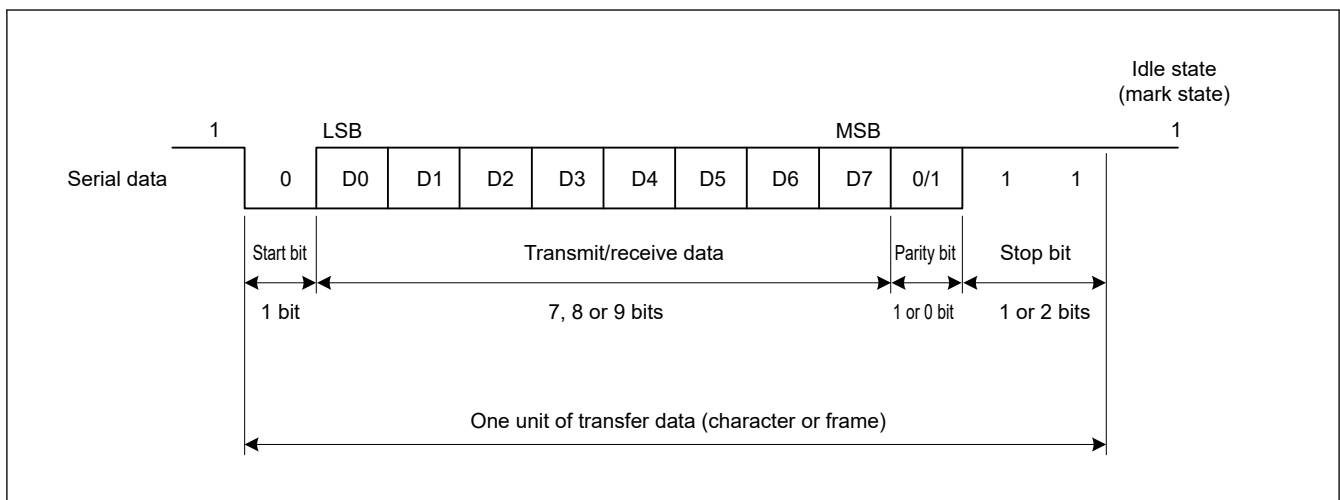 Idle state
(mark state)
1 LSB MSB 1
Serial data 0 D0 D1 D2 D3 D4 D5 D6 D7 0/1 1 1
Start bit Transmit/receive data Parity bit Stop bit
1 bit 7, 8 or 9 bits 1 or 0 bit 1 or 2 bits
One unit of transfer data (character or frame)